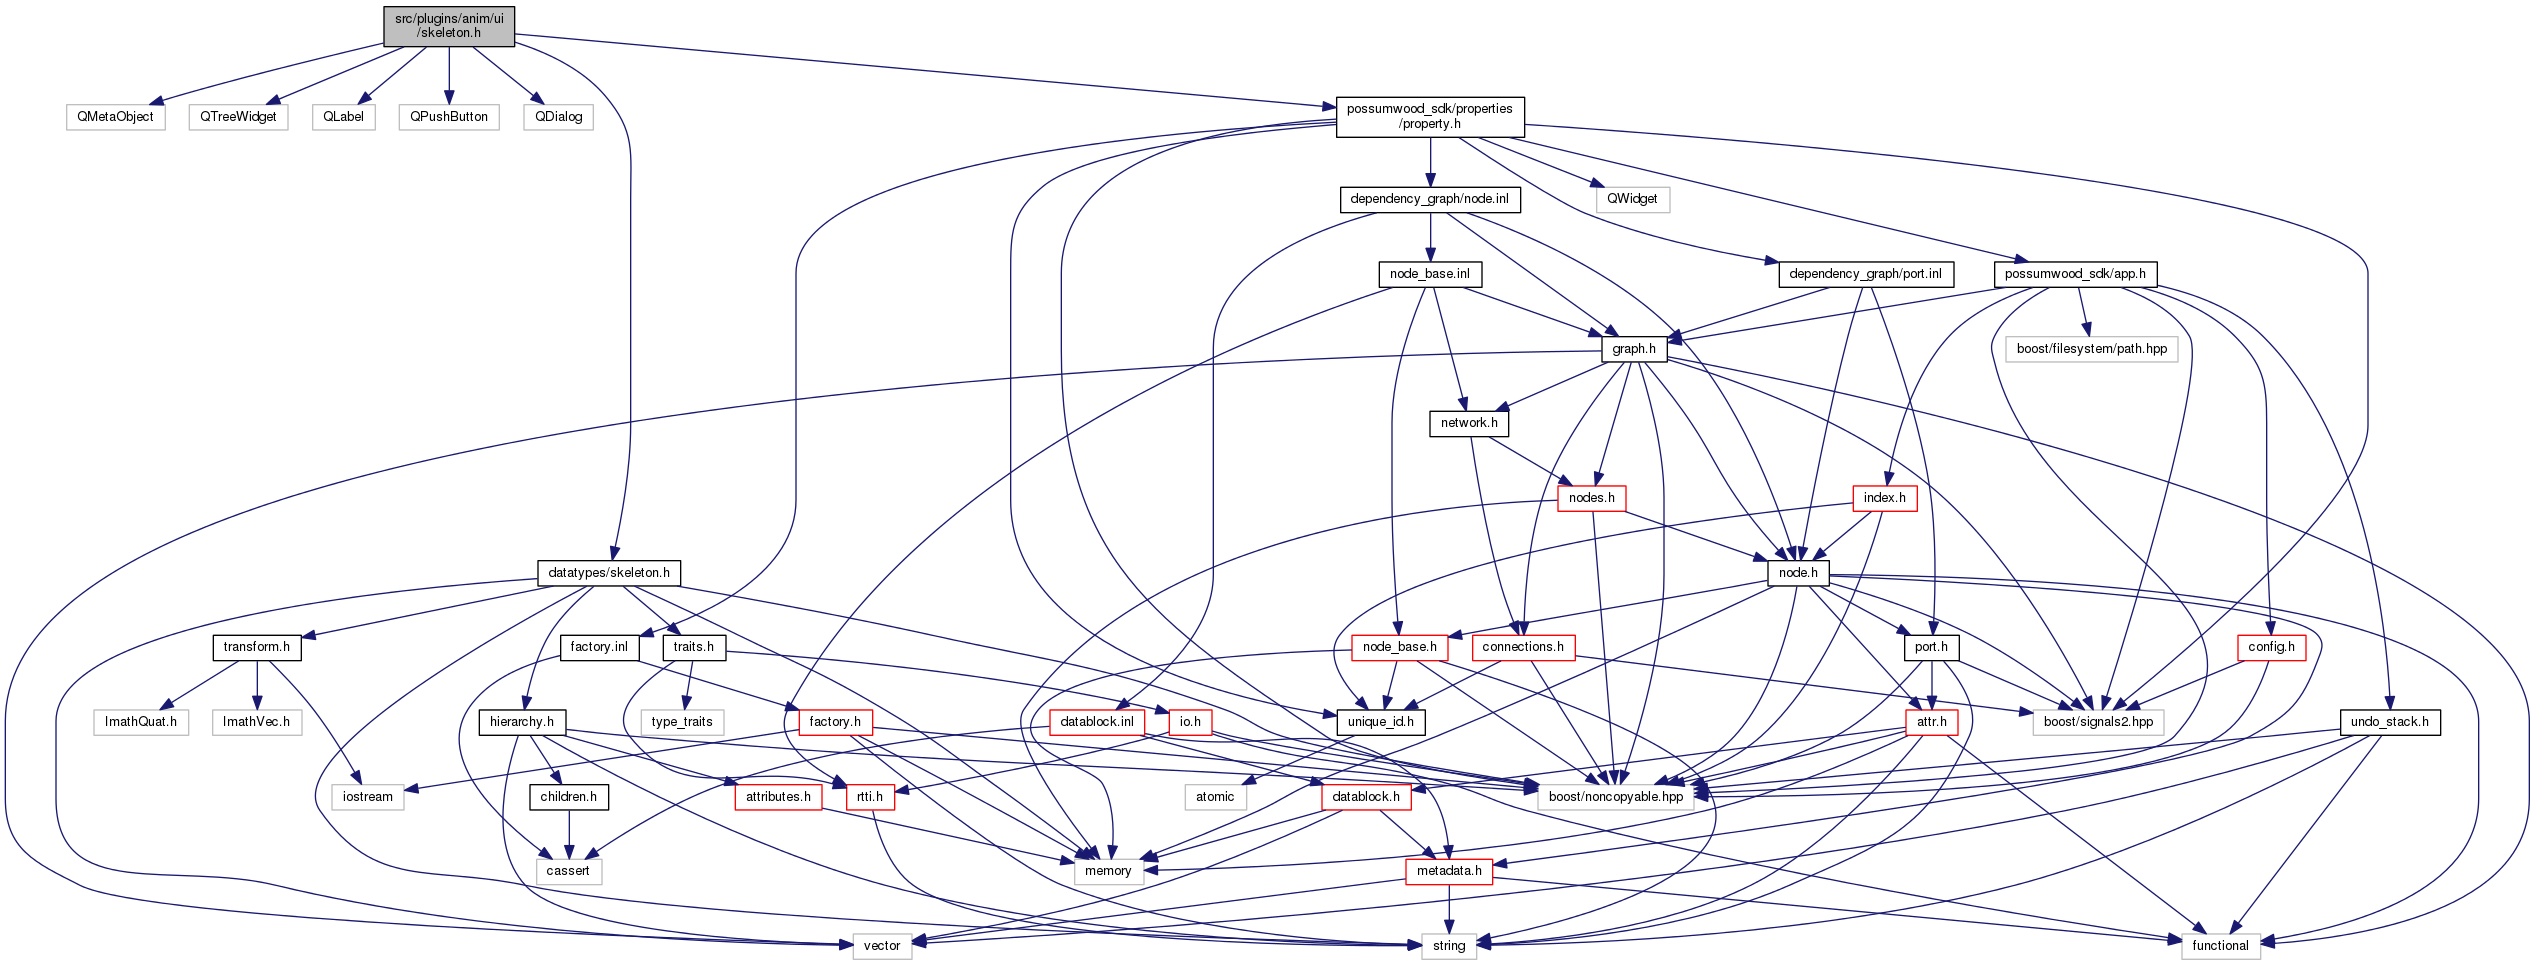 src/plugins/anim/ui
/skeleton.h
QMetaObject
QTreeWidget
QLabel
QPushButton
QDialog
possumwood_sdk/properties
/property.h
dependency_graph/node.inl
QWidget
node_base.inl
dependency_graph/port.inl
possumwood_sdk/app.h
graph.h
boost/filesystem/path.hpp
network.h
nodes.h
index.h
datatypes/skeleton.h
node.h
transform.h
factory.inl
traits.h
node_base.h
connections.h
port.h
config.h
ImathQuat.h
ImathVec.h
hierarchy.h
type_traits
factory.h
datablock.inl
io.h
unique_id.h
attr.h
boost/signals2.hpp
undo_stack.h
iostream
children.h
attributes.h
rtti.h
atomic
datablock.h
boost/noncopyable.hpp
cassert
memory
metadata.h
vector
string
functional